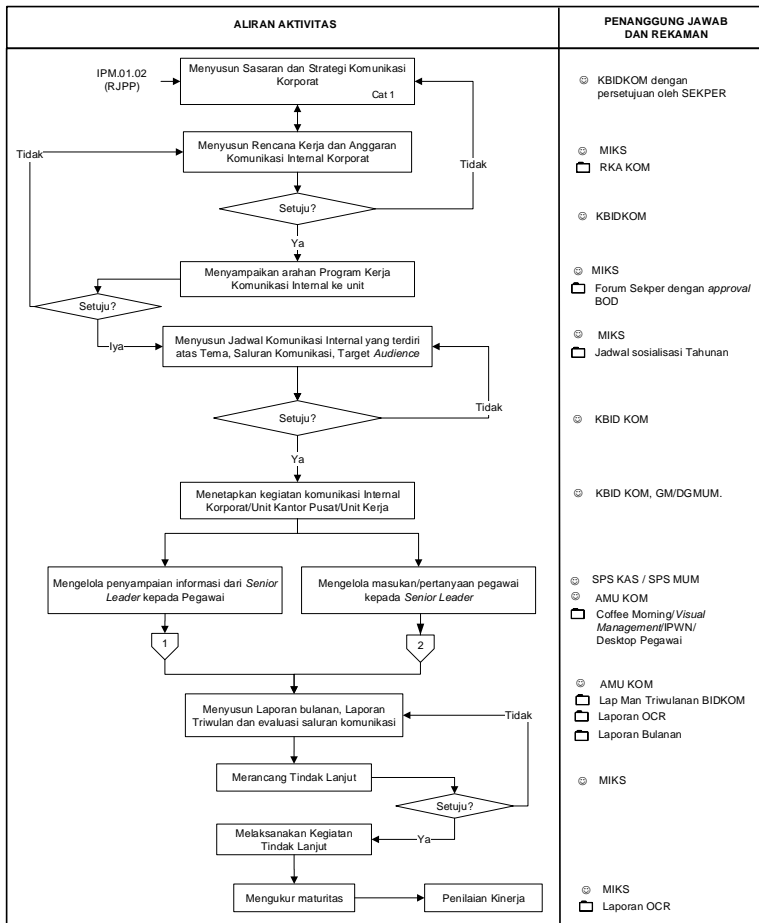 ALIRAN AKTIVITAS
PENANGGUNG JAWAB
DAN REKAMAN
IPM.01.02
(RJPP)
Menyusun Sasaran dan Strategi Komunikasi
Korporat
Cat 1
KBIDKOM dengan
persetujuan oleh SEKPER
Tidak
Menyusun Rencana Kerja dan Anggaran
Komunikasi Internal Korporat
Tidak
MIKS
RKA KOM
Setuju?
KBIDKOM
Ya
Menyampaikan arahan Program Kerja
Komunikasi Internal ke unit
MIKS
Forum Sekper dengan approval
BOD
Setuju?
Iya
Menyusun Jadwal Komunikasi Internal yang terdiri
atas Tema, Saluran Komunikasi, Target Audience
MIKS
Jadwal sosialisasi Tahunan
Tidak
Setuju?
KBID KOM
Ya
Menetapkan kegiatan komunikasi Internal
Korporat/Unit Kantor Pusat/Unit Kerja
KBID KOM, GM/DGMUM.
Mengelola penyampaian informasi dari Senior
Leader kepada Pegawai
Mengelola masukan/pertanyaan pegawai
kepada Senior Leader
SPS KAS / SPS MUM
AMU KOM
Coffee Morning/Visual
Management/IPWN/
Desktop Pegawai
1
2
Menyusun Laporan bulanan, Laporan
Triwulan dan evaluasi saluran komunikasi
Tidak
AMU KOM
Lap Man Triwulanan BIDKOM
Laporan OCR
Laporan Bulanan
Merancang Tindak Lanjut
MIKS
Setuju?
Melaksanakan Kegiatan
Tindak Lanjut
Ya
Mengukur maturitas
Penilaian Kinerja
MIKS
Laporan OCR